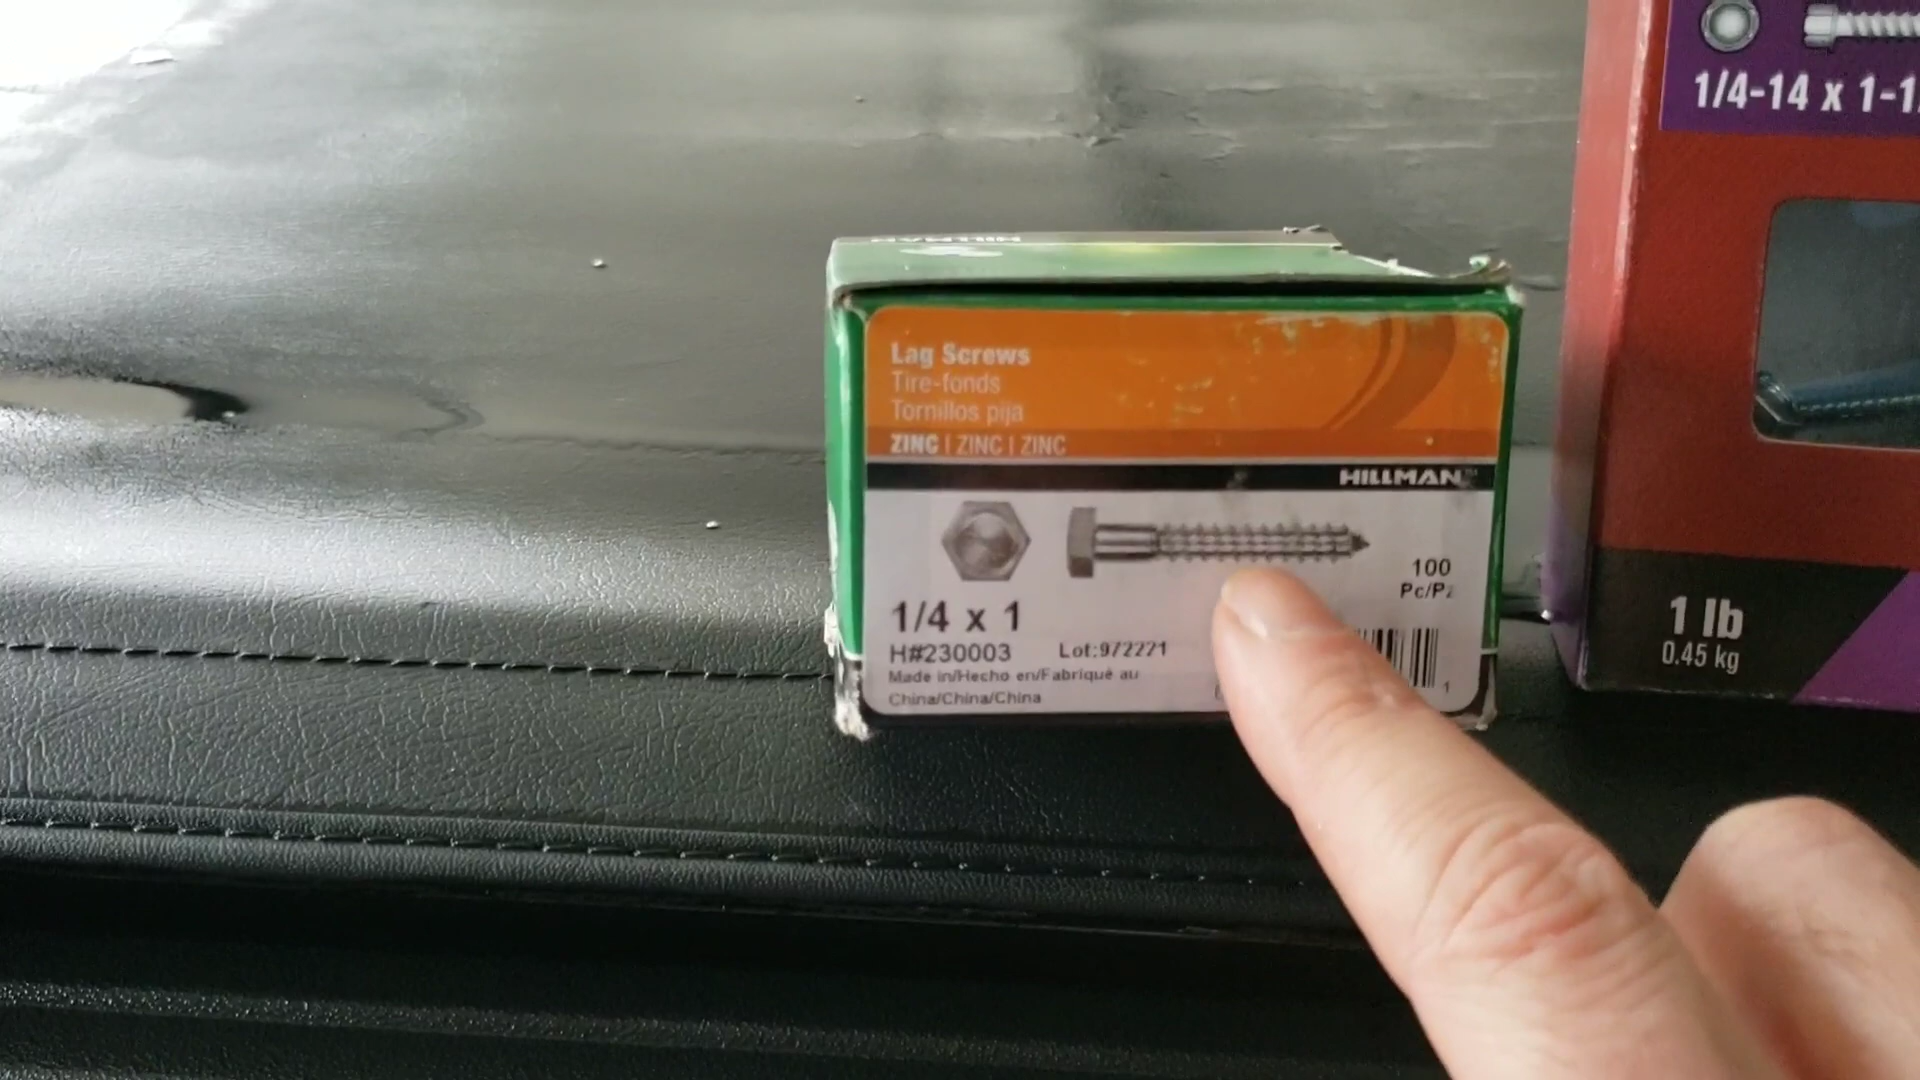 HILLMAN
Lag Screws
Tire-fonds
Tornillos pija
ZINC | ZINC | ZINC
HILLMAN™
100
Pc/Pz
1/4 x 1
H#230003 Lot:972221
Made in/Hecho en/Fabriqué au
China/China/China
1
1/4-14 x 1-1
1 lb
0.45 kg